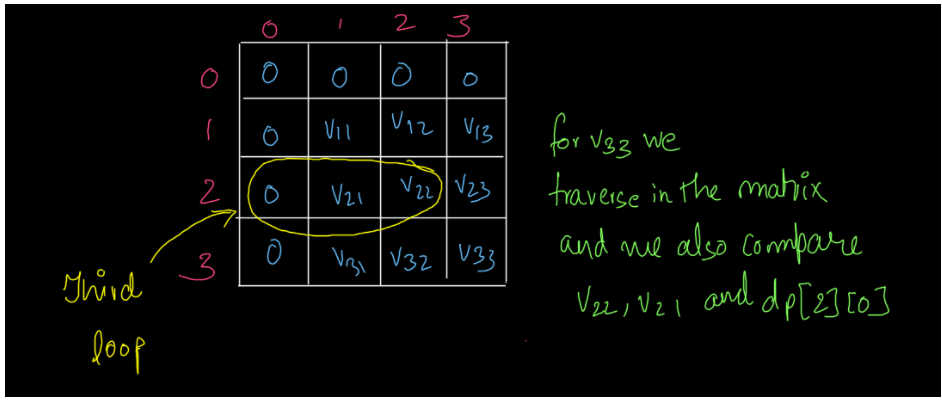 0 1 2 3
0 0 0 0 0
1 0 V11 V12 V13
2 0 V21 V22 V23
3 0 V31 V32 V33
Third
loop
for V33 we
traverse in the matrix
and we also compare
V22, V21 and dp[2][0]